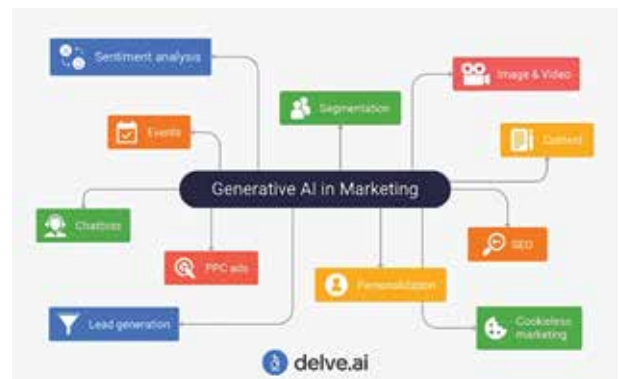 Sentiment analysis
Image & Video
Segmentation
Events
Content
Generative AI in Marketing
Chatbots
SEO
PPC ads
Personalization
Lead generation
Cookieless
marketing
delve.ai